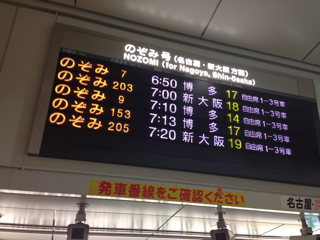 のぞみ号(名古屋・新大阪方面)
NOZOMI (for Nagoya, Shin-Osaka)
のぞみ 7 6:50 博多 17 自由席1-3号車
のぞみ 203 7:00 新大阪 18 自由席1-3号車
のぞみ 9 7:10 博多 14 自由席1-3号車
のぞみ 153 7:13 博多 17 自由席1-3号車
のぞみ 205 7:20 新大阪 19 自由席1-3号車
発車番線をご確認ください
名古屋・